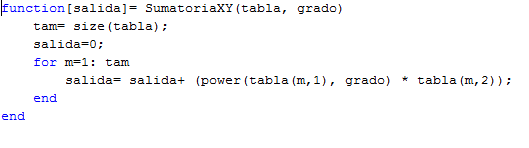 function[salida]= SumatoriaXY(tabla, grado)
    tam= size(tabla);
    salida=0;
    for m=1: tam
        salida= salida+ (power(tabla(m,1), grado) * tabla(m,2));
    end
end